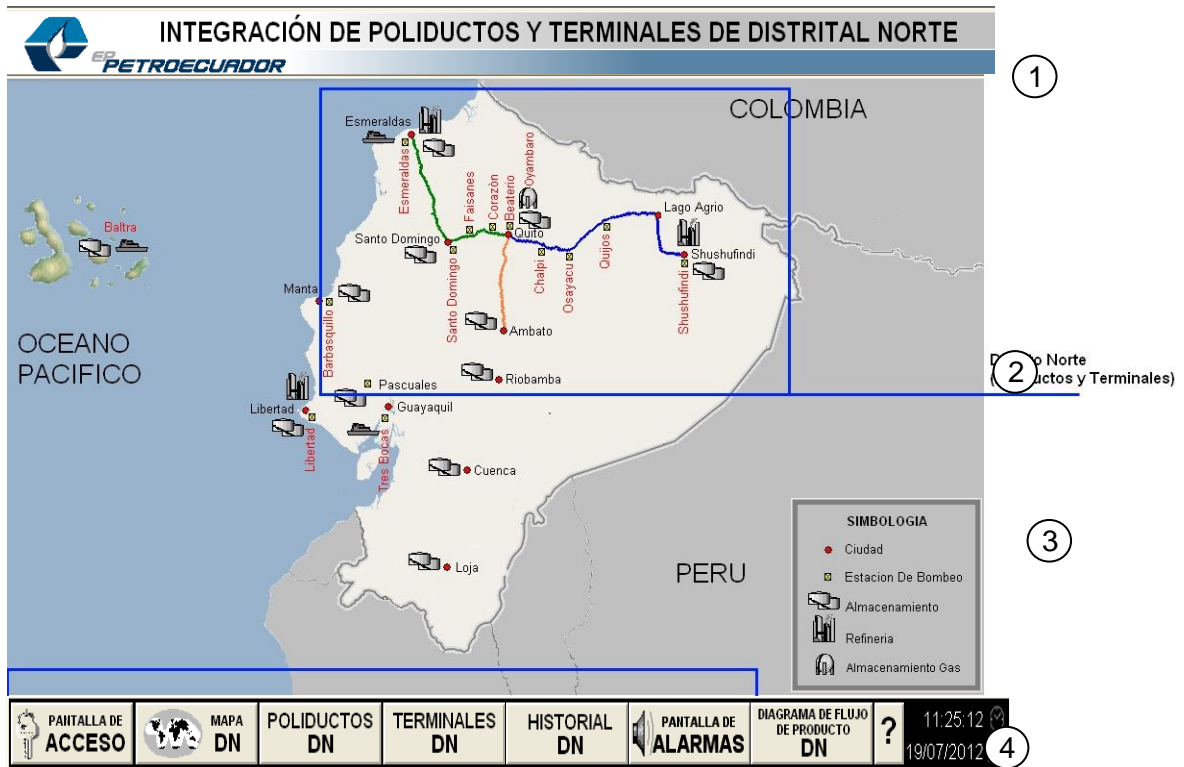 INTEGRACIÓN DE POLIDUCTOS Y TERMINALES DE DISTRITAL NORTE
EP
PETROECUADOR
1
COLOMBIA
Esmeraldas
Esmeraldas
Faisanes
Corazòn
Beaterio
Oyambaro
Lago Agrio
Baltra
Santo Domingo
Quito
Shushufindi
Santo Domingo
Chalpi
Osayacu
Quijos
Shushufindi
Manta
Barbasquillo
Ambato
OCEANO
PACIFICO
Riobamba
Norte
2
y Terminales)
Pascuales
Libertad
Guayaquil
Libertad
Tres Bocas
Cuenca
Loja
PERU
SIMBOLOGIA
Ciudad
Estacion De Bombeo
Almacenamiento
Refineria
Almacenamiento Gas
3
PANTALLA DE
ACCESO
MAPA
DN
POLIDUCTOS
DN
TERMINALES
DN
HISTORIAL
DN
PANTALLA DE
ALARMAS
DIAGRAMA DE FLUJO
DE PRODUCTO
DN
?
11:25:12
19/07/2012
4